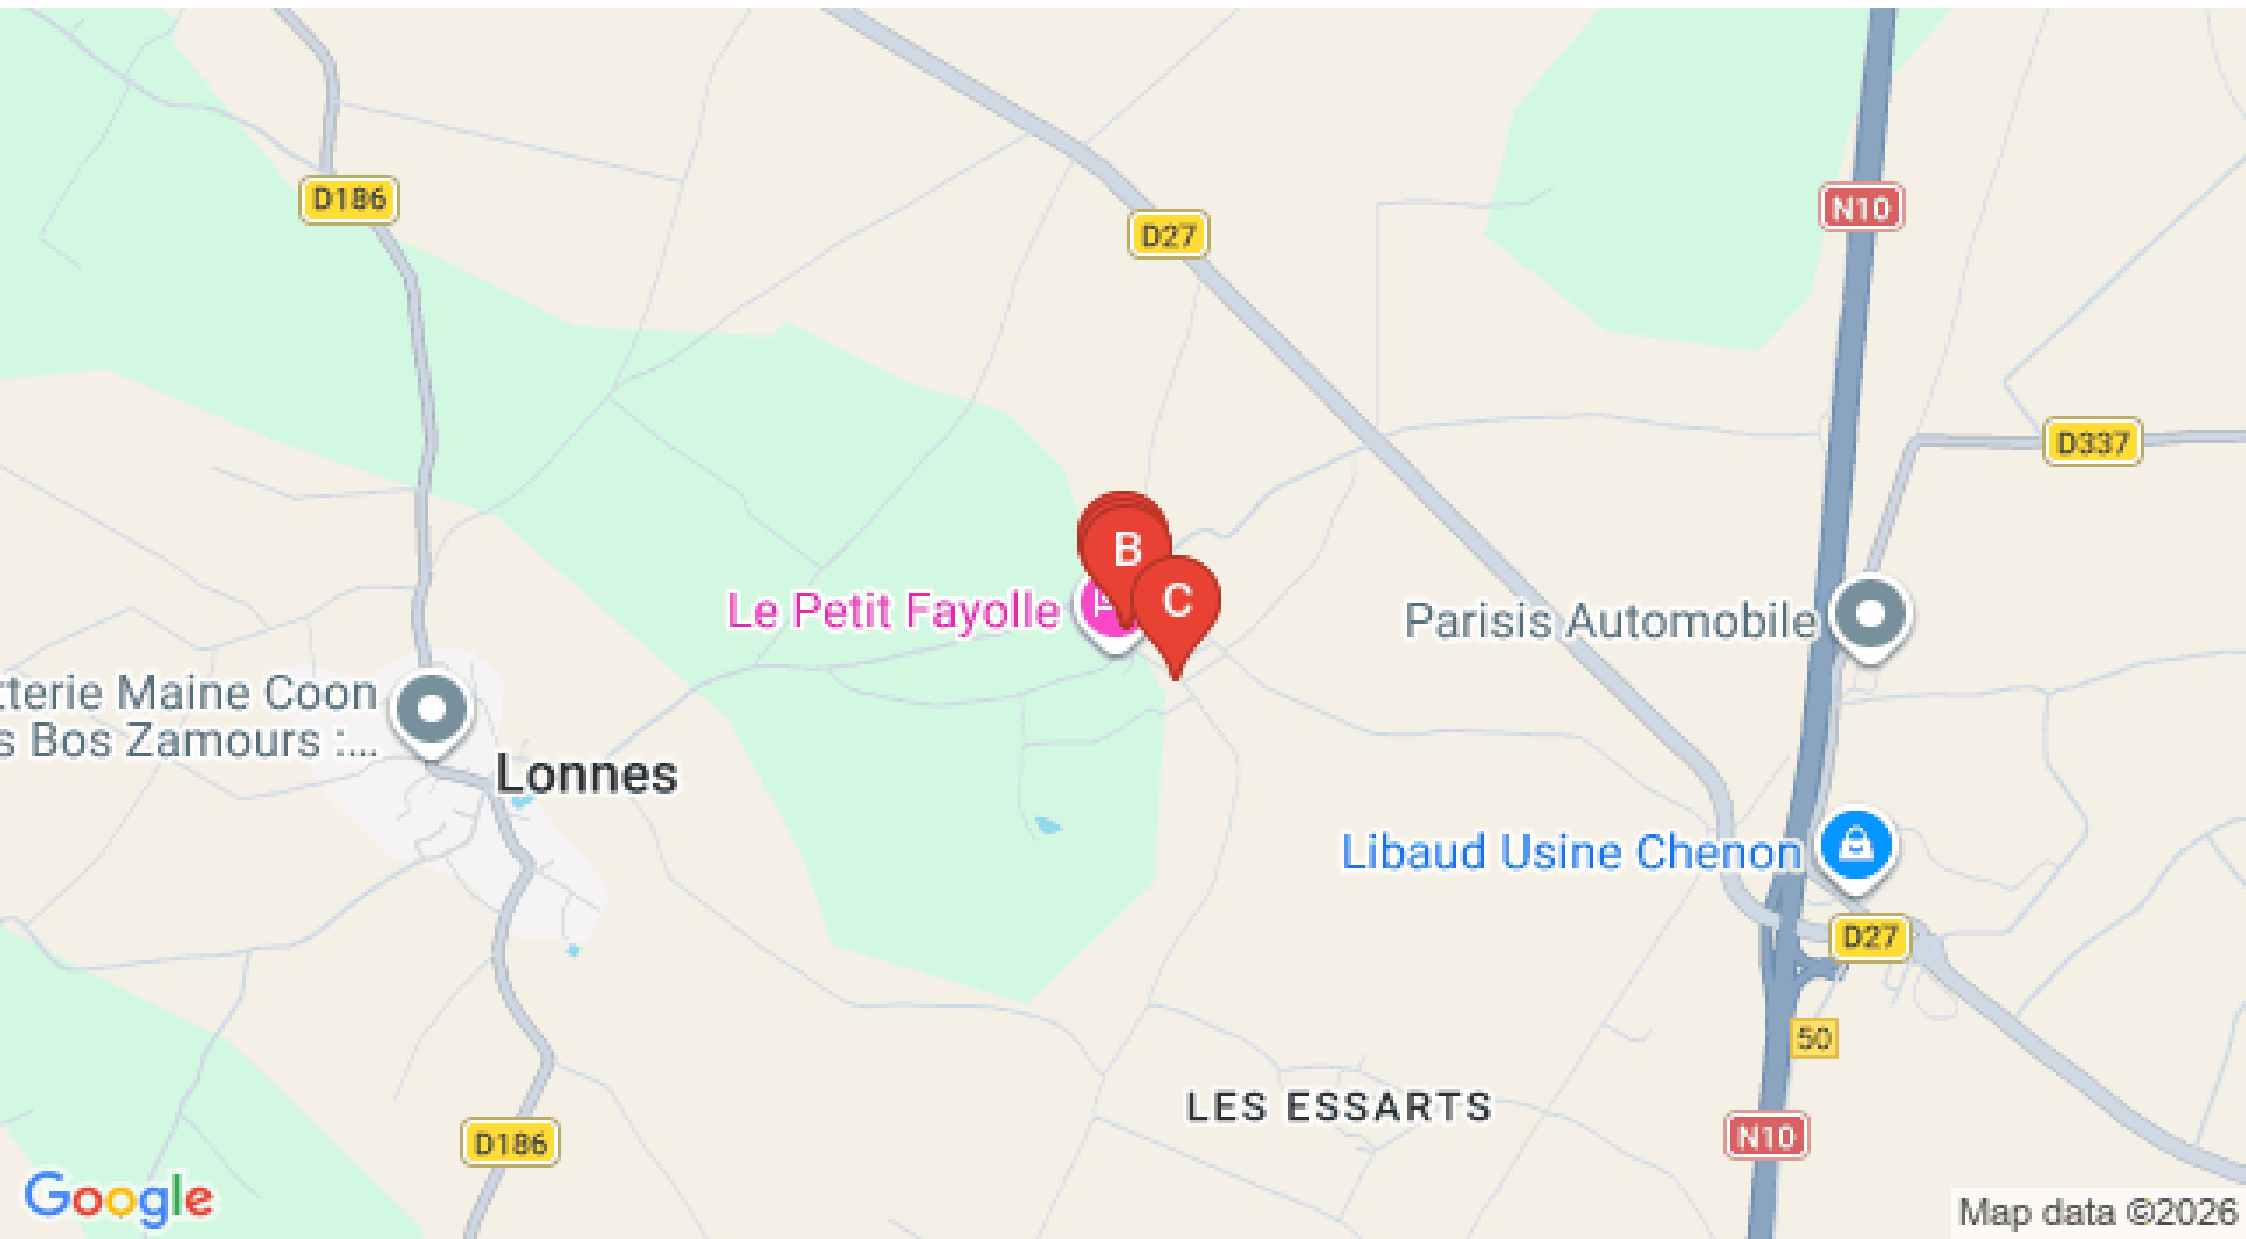 D186
N10
D27
D337
B
C
Le Petit Fayolle
Parisis Automobile
tterie Maine Coon
s Bos Zamours :...
Lonnes
Libaud Usine Chenon
D27
50
LES ESSARTS
N10
D186
Google
Map data ©2026